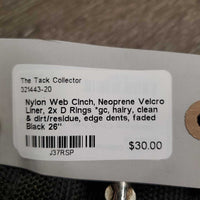 The Tack Collector
321443-20
Nylon Web Cinch, Neoprene Velcro
Liner, 2x D Rings *gc, hairy, clean
& dirt/residue, edge dents, faded
Black 26"
$30.00
J37RSP